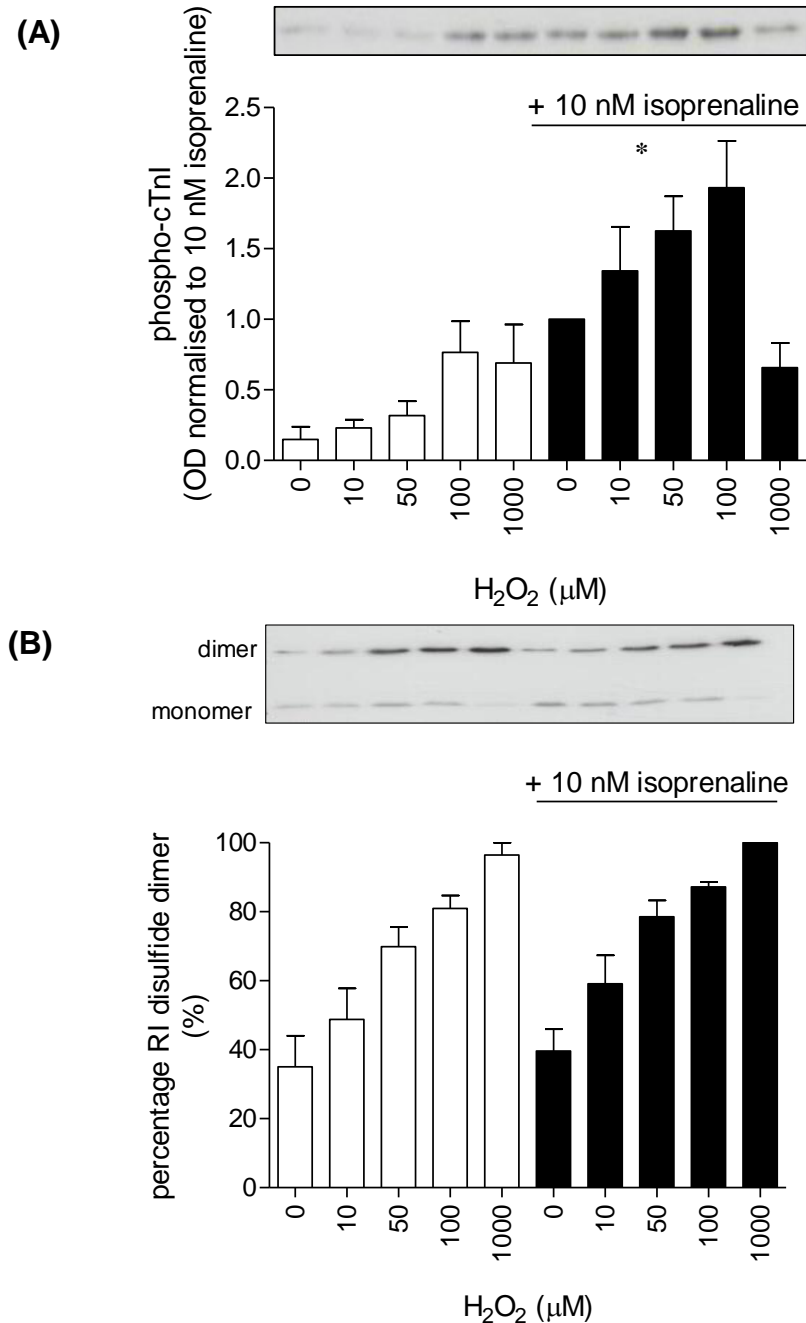 (A)
+ 10 nM isoprenaline
*
phospho-cTnI
(OD normalised to 10 nM isoprenaline)
2.5
2.0
1.5
1.0
0.5
0.0
0 10 50 100 1000 0 10 50 100 1000
H₂O₂ (μM)
(B)
dimer
monomer
+ 10 nM isoprenaline
percentage RI disulfide dimer
(%)
100
80
60
40
20
0
0 10 50 100 1000 0 10 50 100 1000
H₂O₂ (μM)